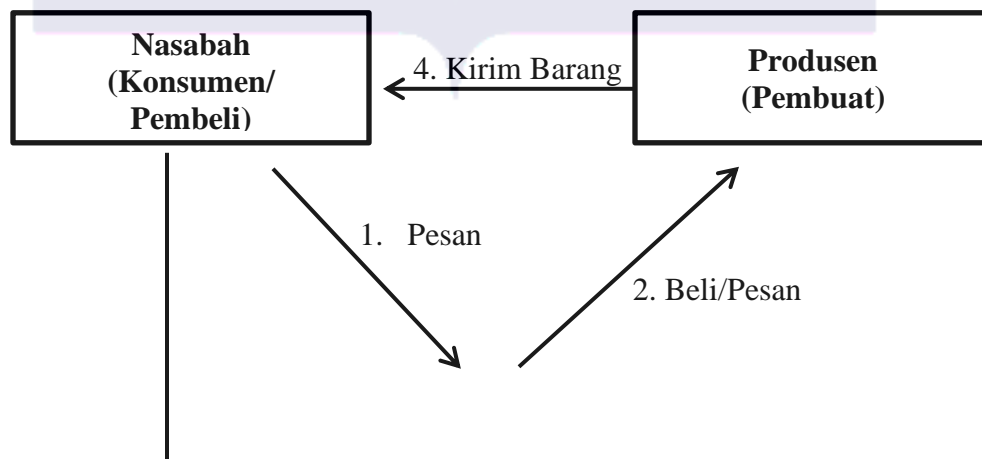 Nasabah
(Konsumen/
Pembeli)
4. Kirim Barang
Produsen
(Pembuat)
1. Pesan
2. Beli/Pesan